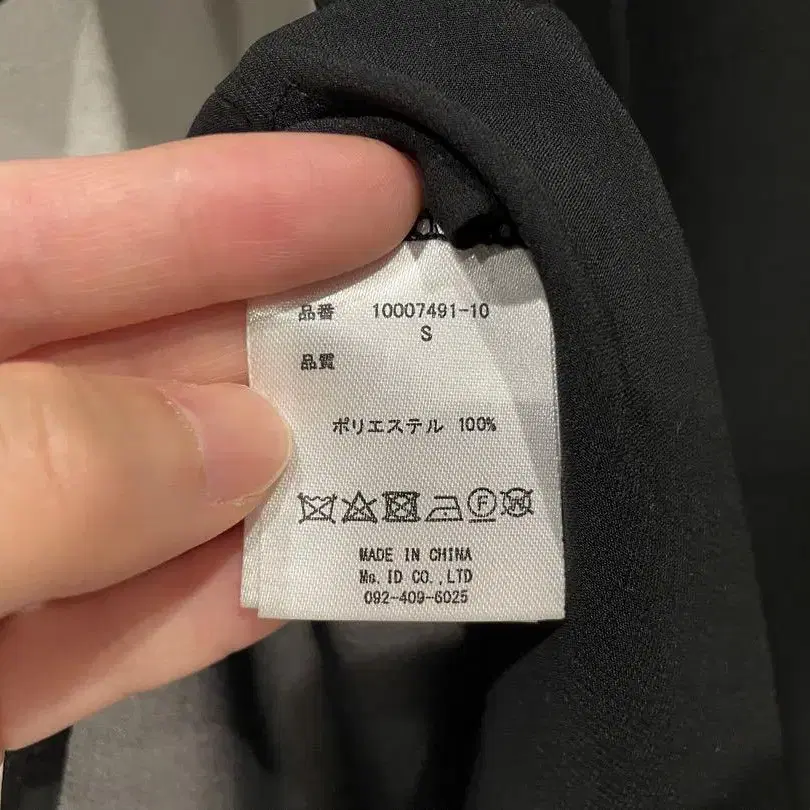 品番 10007491-10
S
品質
ポリエステル 100%
F W
MADE IN CHINA
Ms. ID CO.,LTD
092-409-6025